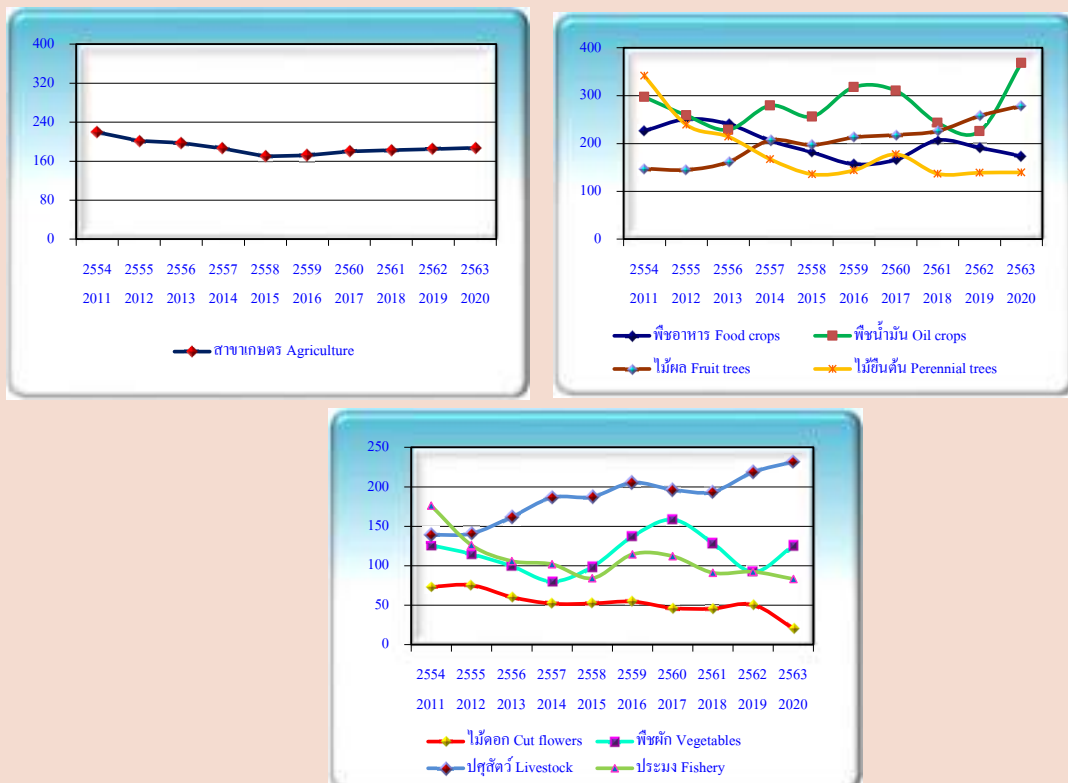 400
320
240
160
80
0
2554 2555 2556 2557 2558 2559 2560 2561 2562 2563
2011 2012 2013 2014 2015 2016 2017 2018 2019 2020
สาขาเกษตร Agriculture
400
300
200
100
0
2554 2555 2556 2557 2558 2559 2560 2561 2562 2563
2011 2012 2013 2014 2015 2016 2017 2018 2019 2020
พืชอาหาร Food crops พืชน้ำมัน Oil crops
ไม้ผล Fruit trees ไม้ยืนต้น Perennial trees
250
200
150
100
50
0
2554 2555 2556 2557 2558 2559 2560 2561 2562 2563
2011 2012 2013 2014 2015 2016 2017 2018 2019 2020
ไม้ดอก Cut flowers พืชผัก Vegetables
ปศุสัตว์ Livestock ประมง Fishery